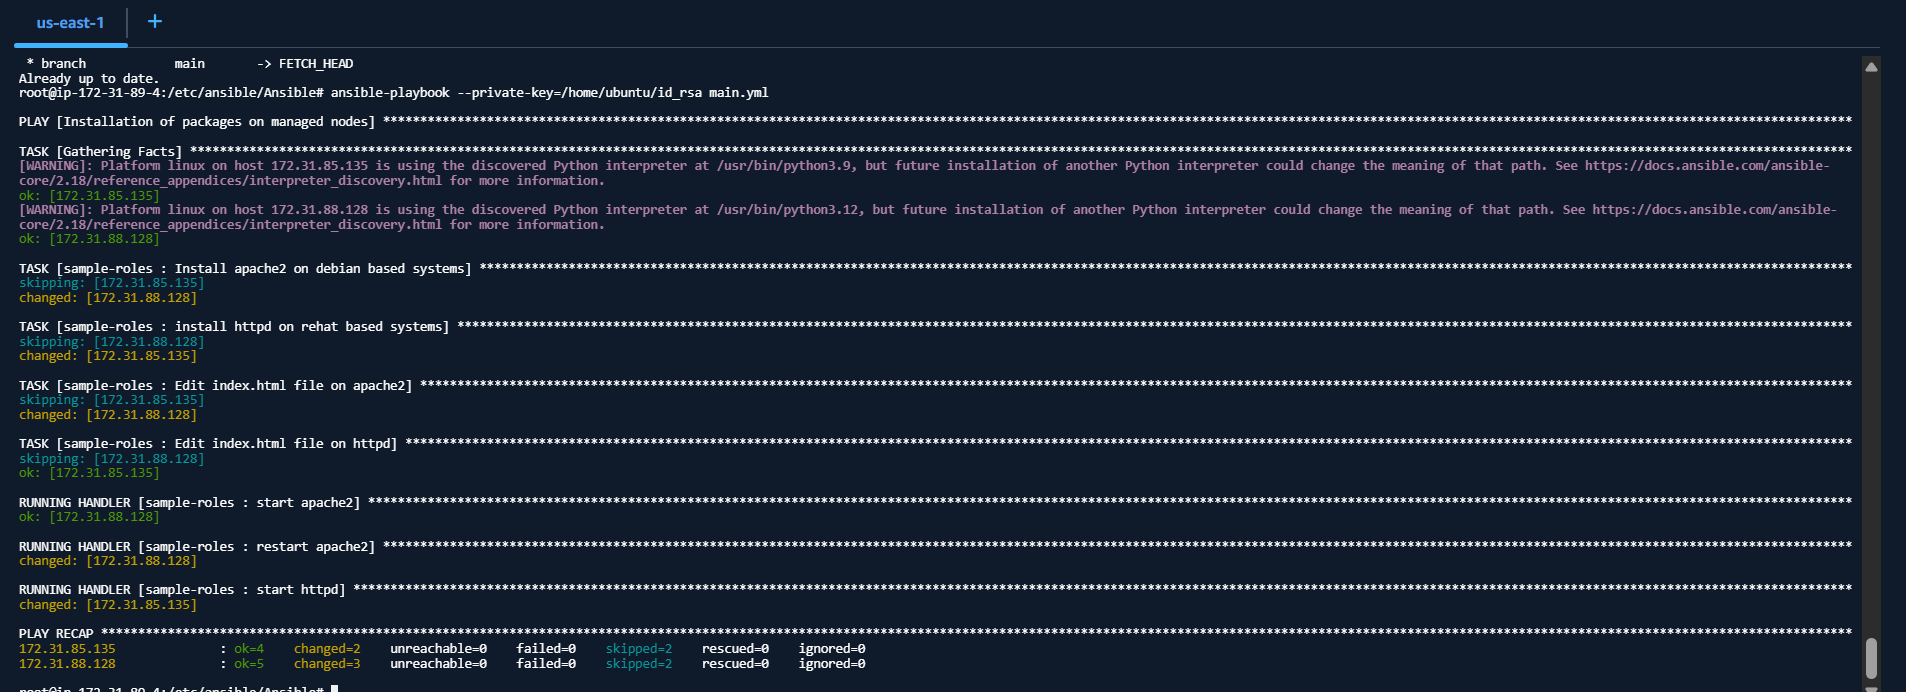 us-east-1 +
* branch main -> FETCH_HEAD
Already up to date.
root@ip-172-31-89-4:/etc/ansible/Ansible# ansible-playbook --private-key=/home/ubuntu/id_rsa main.yml
PLAY [Installation of packages on managed nodes] ****************************************************************************************************
TASK [Gathering Facts] ****************************************************************************************************
[WARNING]: Platform linux on host 172.31.85.135 is using the discovered Python interpreter at /usr/bin/python3.9, but future installation of another Python interpreter could change the meaning of that path. See https://docs.ansible.com/ansible-
core/2.18/reference_appendices/interpreter_discovery.html for more information.
ok: [172.31.85.135]
[WARNING]: Platform linux on host 172.31.88.128 is using the discovered Python interpreter at /usr/bin/python3.12, but future installation of another Python interpreter could change the meaning of that path. See https://docs.ansible.com/ansible-
core/2.18/reference_appendices/interpreter_discovery.html for more information.
ok: [172.31.88.128]
TASK [sample-roles : Install apache2 on debian based systems] ****************************************************************************************************
skipping: [172.31.85.135]
changed: [172.31.88.128]
TASK [sample-roles : install httpd on rehat based systems] ****************************************************************************************************
skipping: [172.31.88.128]
changed: [172.31.85.135]
TASK [sample-roles : Edit index.html file on apache2] ****************************************************************************************************
skipping: [172.31.85.135]
changed: [172.31.88.128]
TASK [sample-roles : Edit index.html file on httpd] ****************************************************************************************************
skipping: [172.31.88.128]
ok: [172.31.85.135]
RUNNING HANDLER [sample-roles : start apache2] ****************************************************************************************************
ok: [172.31.88.128]
RUNNING HANDLER [sample-roles : restart apache2] ****************************************************************************************************
changed: [172.31.88.128]
RUNNING HANDLER [sample-roles : start httpd] ****************************************************************************************************
changed: [172.31.85.135]
PLAY RECAP ****************************************************************************************************
172.31.85.135 : ok=4 changed=2 unreachable=0 failed=0 skipped=2 rescued=0 ignored=0
172.31.88.128 : ok=5 changed=3 unreachable=0 failed=0 skipped=2 rescued=0 ignored=0
root@ip-172-31-89-4:/etc/ansible/Ansible#